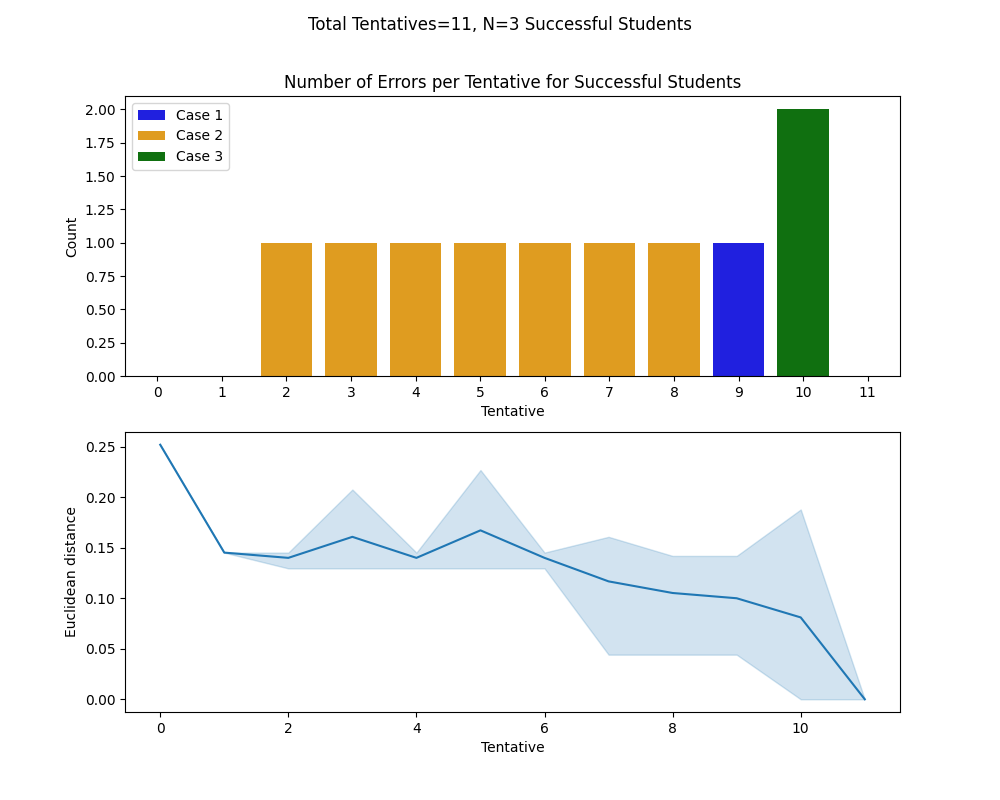 Total Tentatives=11, N=3 Successful Students
Number of Errors per Tentative for Successful Students
Case 1
Case 2
Case 3
Count
2.00
1.75
1.50
1.25
1.00
0.75
0.50
0.25
0.00
0 1 2 3 4 5 6 7 8 9 10 11
Tentative
Euclidean distance
0.25
0.20
0.15
0.10
0.05
0.00
0 2 4 6 8 10
Tentative